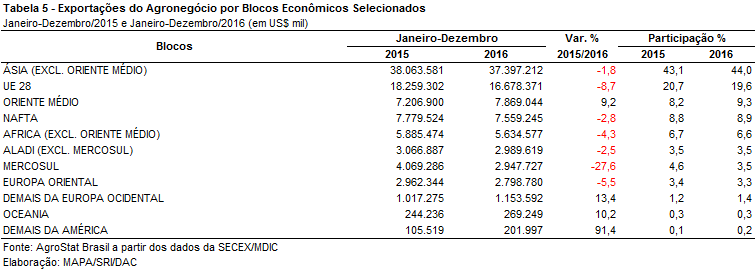 Tabela 5 - Exportações do Agronegócio por Blocos Econômicos Selecionados
Janeiro-Dezembro/2015 e Janeiro-Dezembro/2016 (em US$ mil)
Blocos Janeiro-Dezembro Var. % Participação %
2015 2016 2015/2016 2015 2016
ÁSIA (EXCL. ORIENTE MÉDIO) 38.063.581 37.397.212 -1,8 43,1 44,0
UE 28 18.259.302 16.678.371 -8,7 20,7 19,6
ORIENTE MÉDIO 7.206.900 7.869.044 9,2 8,2 9,3
NAFTA 7.779.524 7.559.245 -2,8 8,8 8,9
AFRICA (EXCL. ORIENTE MÉDIO) 5.885.474 5.634.577 -4,3 6,7 6,6
ALADI (EXCL. MERCOSUL) 3.066.887 2.989.619 -2,5 3,5 3,5
MERCOSUL 4.069.286 2.947.727 -27,6 4,6 3,5
EUROPA ORIENTAL 2.962.344 2.798.780 -5,5 3,4 3,3
DEMAIS DA EUROPA OCIDENTAL 1.017.275 1.153.592 13,4 1,2 1,4
OCEANIA 244.236 269.249 10,2 0,3 0,3
DEMAIS DA AMÉRICA 105.519 201.997 91,4 0,1 0,2
Fonte: AgroStat Brasil a partir dos dados da SECEX/MDIC
Elaboração: MAPA/SRI/DAC